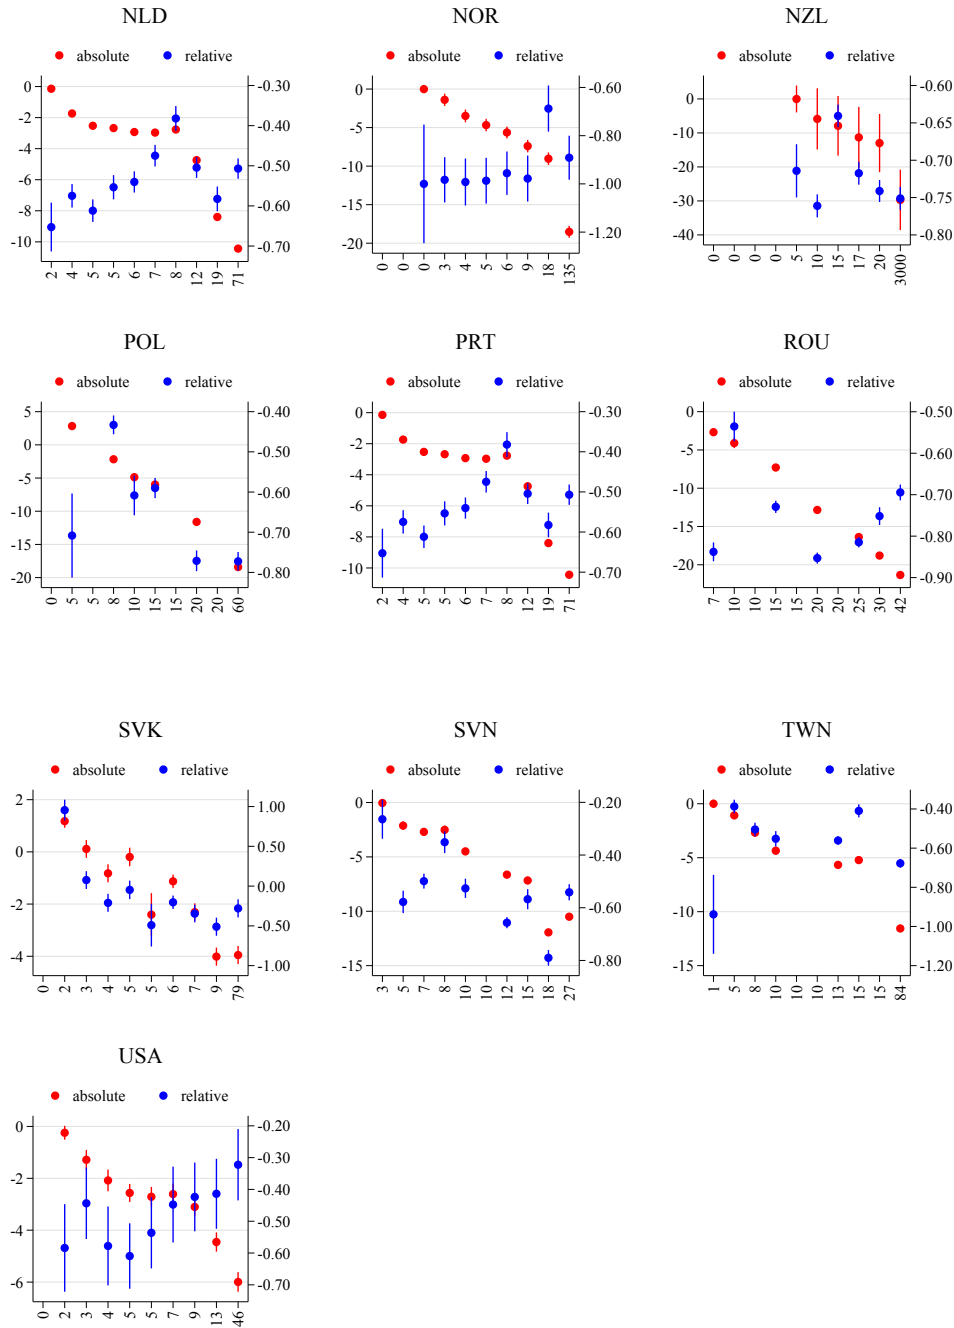 NLD NOR NZL
absolute relative absolute relative absolute relative
0 -2 -4 -6 -8 -10
-0.30 -0.40 -0.50 -0.60 -0.70
2 4 5 5 6 7 8 12 19 71
0 -5 -10 -15 -20
-0.60 -0.80 -1.00 -1.20
0 0 0 3 4 5 6 9 18 135
0 -10 -20 -30 -40
-0.60 -0.65 -0.70 -0.75 -0.80
0 0 0 0 5 10 15 17 20 3000
POL PRT ROU
absolute relative absolute relative absolute relative
5 0 -5 -10 -15 -20
-0.40 -0.50 -0.60 -0.70 -0.80
0 5 5 8 10 15 15 20 20 60
0 -2 -4 -6 -8 -10
-0.30 -0.40 -0.50 -0.60 -0.70
2 4 5 5 6 7 8 12 19 71
0 -5 -10 -15 -20
-0.50 -0.60 -0.70 -0.80 -0.90
7 10 10 15 15 20 20 25 30 42
SVK SVN TWN
absolute relative absolute relative absolute relative
2 0 -2 -4
1.00 0.50 0.00 -0.50 -1.00
0 2 3 4 5 5 6 7 9 79
0 -5 -10 -15
-0.20 -0.40 -0.60 -0.80
3 5 7 8 10 10 12 15 18 27
0 -5 -10 -15
-0.40 -0.60 -0.80 -1.00 -1.20
1 5 8 10 10 10 13 15 15 84
USA
absolute relative
0 -2 -4 -6
-0.20 -0.30 -0.40 -0.50 -0.60 -0.70
0 2 3 4 5 5 7 9 13 46